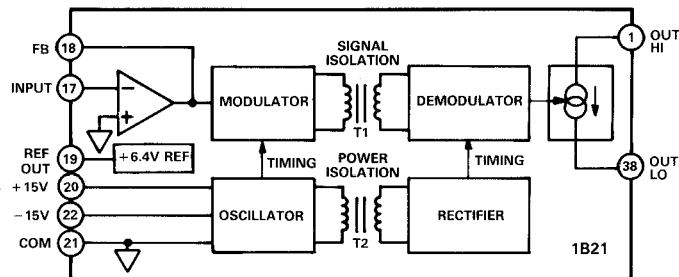 FB 18
INPUT 17
REF OUT 19
+6.4V REF
+15V 20
−15V 22
COM 21
−
+
MODULATOR
SIGNAL ISOLATION
T1
DEMODULATOR
TIMING
POWER ISOLATION
TIMING
OSCILLATOR
T2
RECTIFIER
1 OUT HI
38 OUT LO
1B21